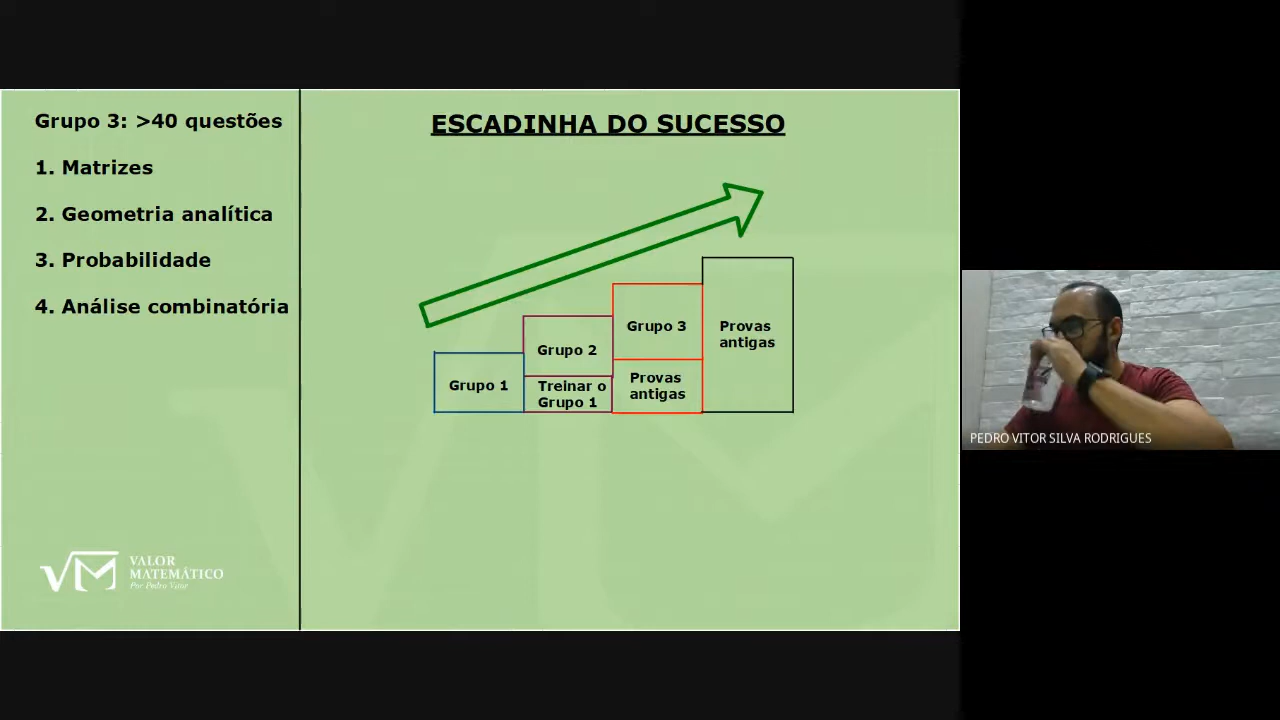 Grupo 3: >40 questões
1. Matrizes
2. Geometria analítica
3. Probabilidade
4. Análise combinatória
VALOR
MATEMÁTICO
Por Pedro Vitor
ESCADINHA DO SUCESSO
Grupo 1
Grupo 2
Treinar o
Grupo 1
Grupo 3
Provas
antigas
Provas
antigas
PEDRO VITOR SILVA RODRIGUES